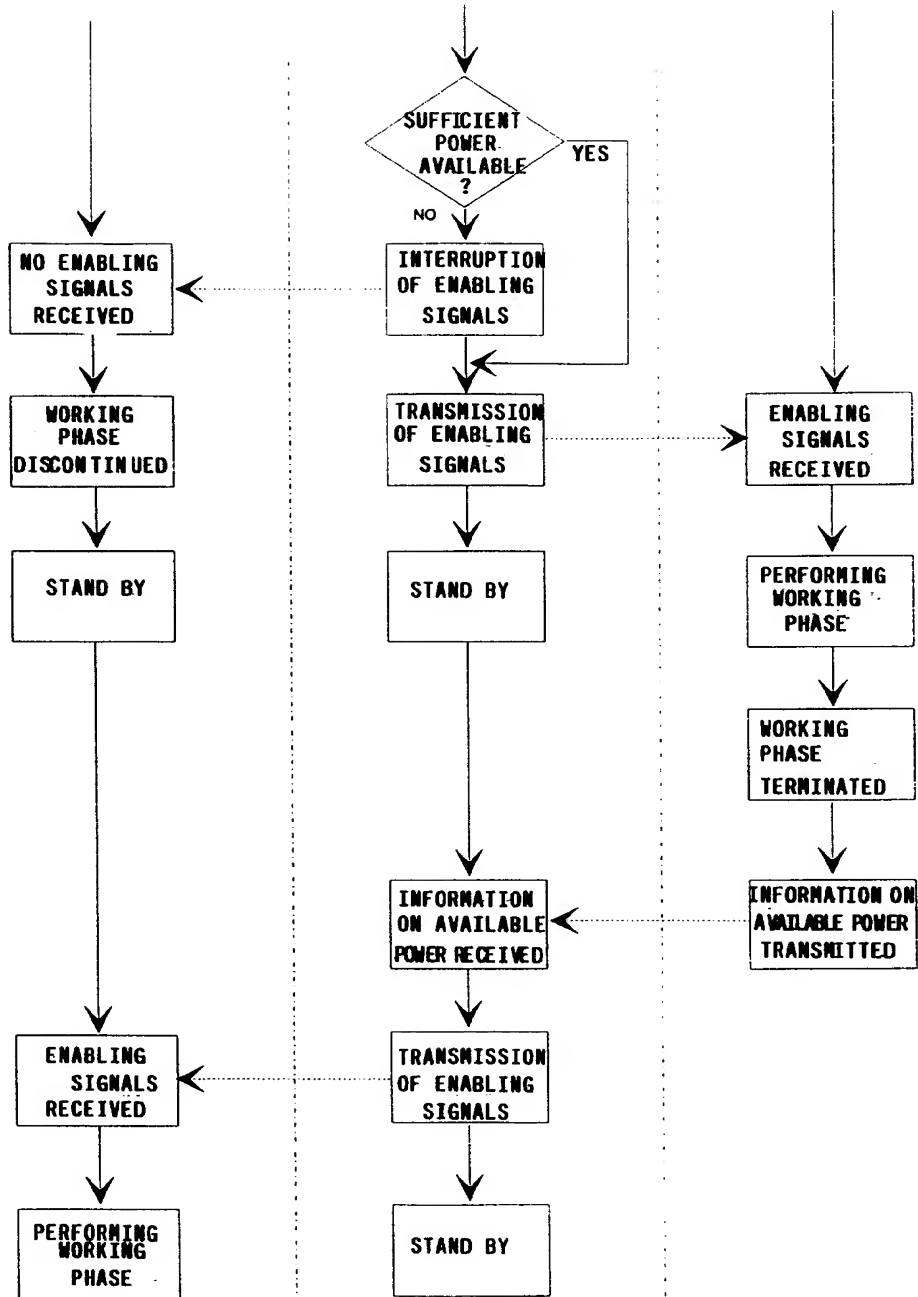 SUFFICIENT
POWER
AVAILABLE
?
YES
NO
NO ENABLING
SIGNALS
RECEIVED
INTERRUPTION
OF ENABLING
SIGNALS
WORKING
PHASE
DISCONTINUED
TRANSMISSION
OF ENABLING
SIGNALS
ENABLING
SIGNALS
RECEIVED
STAND BY
STAND BY
PERFORMING
WORKING
PHASE
WORKING
PHASE
TERMINATED
INFORMATION
ON AVAILABLE
POWER RECEIVED
INFORMATION ON
AVAILABLE POWER
TRANSMITTED
ENABLING
SIGNALS
RECEIVED
TRANSMISSION
OF ENABLING
SIGNALS
PERFORMING
WORKING
PHASE
STAND BY